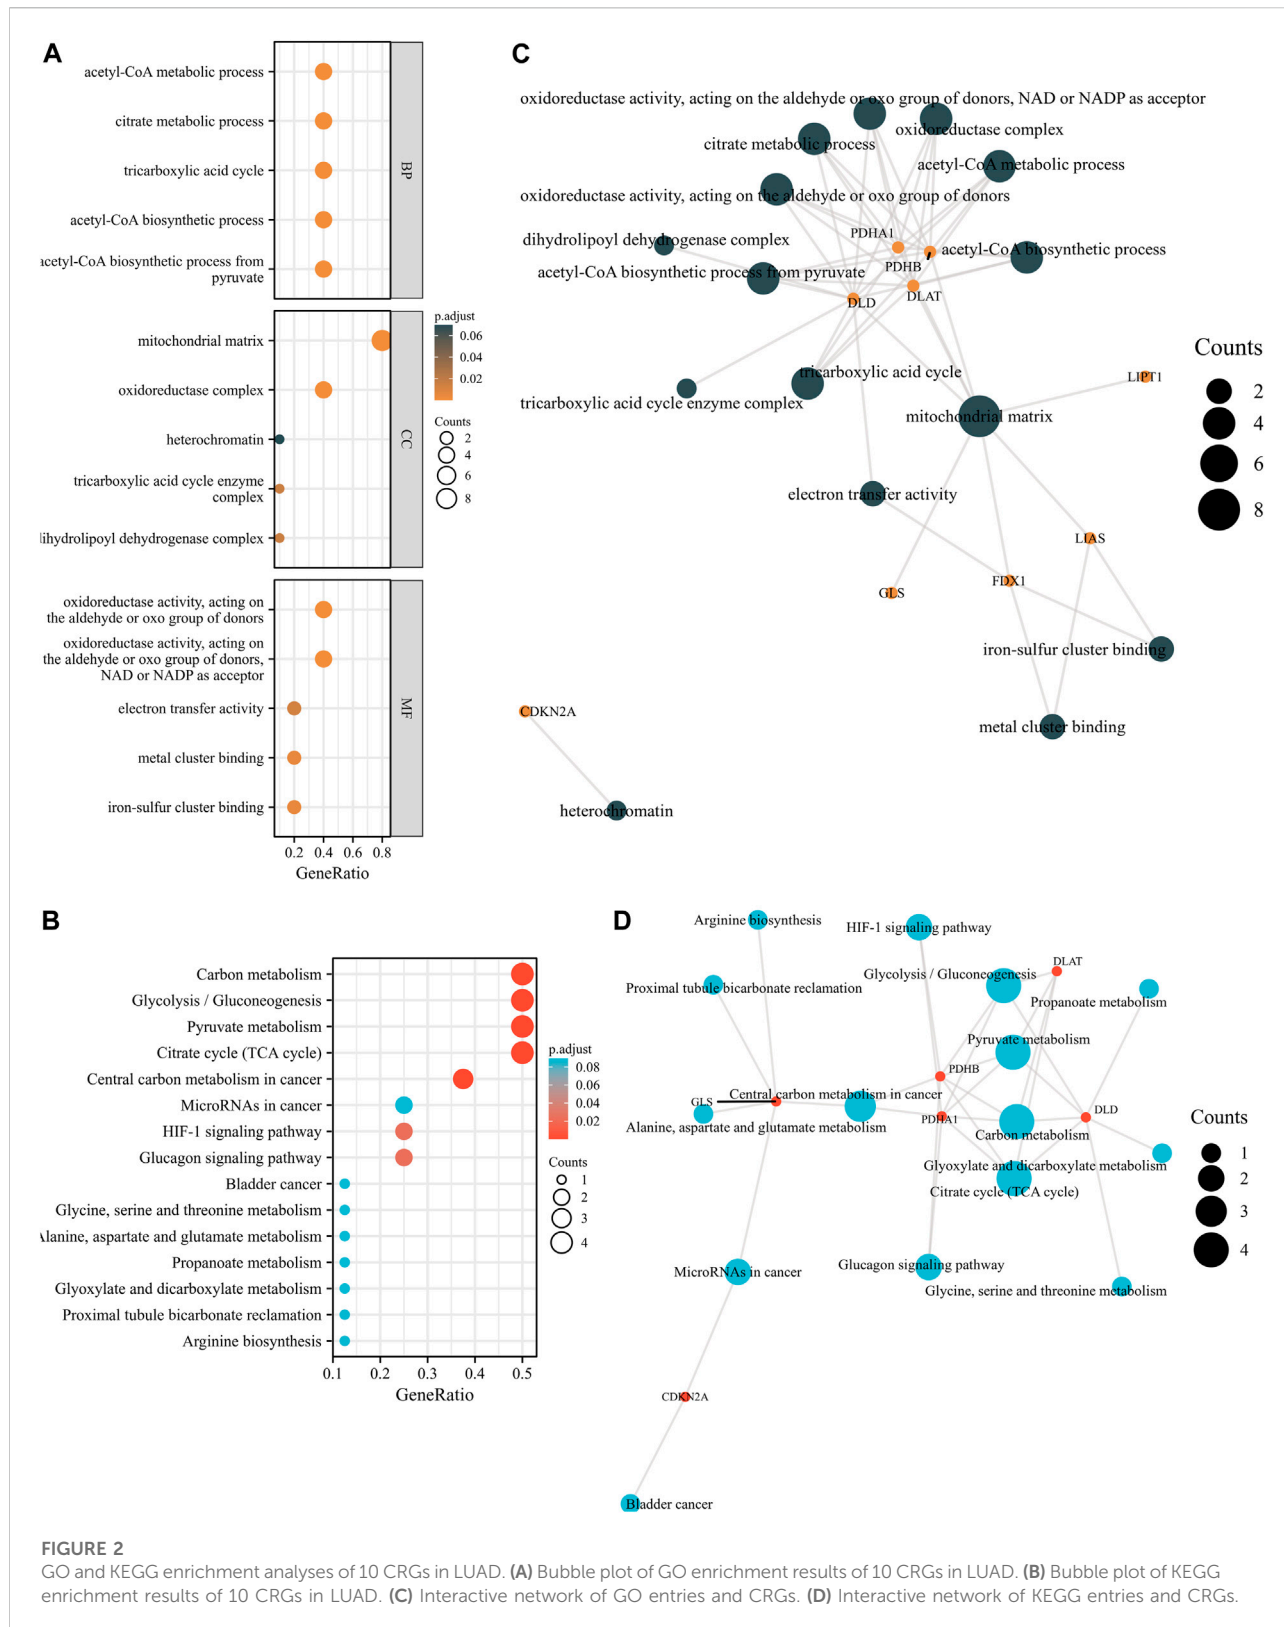 A
BP
acetyl-CoA metabolic process
citrate metabolic process
tricarboxylic acid cycle
acetyl-CoA biosynthetic process
acetyl-CoA biosynthetic process from
pyruvate
CC
mitochondrial matrix
oxidoreductase complex
heterochromatin
tricarboxylic acid cycle enzyme
complex
lihydrolipoyl dehydrogenase complex
MF
oxidoreductase activity, acting on
the aldehyde or oxo group of donors
oxidoreductase activity, acting on
the aldehyde or oxo group of donors,
NAD or NADP as acceptor
electron transfer activity
metal cluster binding
iron-sulfur cluster binding
0.2 0.4 0.6 0.8
GeneRatio
p.adjust
0.06
0.04
0.02
Counts
2
4
6
8
C
oxidoreductase activity, acting on the aldehyde or oxo group of donors, NAD or NADP as acceptor
oxidoreductase complex
citrate metabolic process
acetyl-CoA metabolic process
oxidoreductase activity, acting on the aldehyde or oxo group of donors
PDHA1
dihydrolipoyl dehydrogenase complex
acetyl-CoA biosynthetic process
PDHB
acetyl-CoA biosynthetic process from pyruvate
DLAT
DLD
tricarboxylic acid cycle
LIPT1
tricarboxylic acid cycle enzyme complex
mitochondrial matrix
electron transfer activity
LIAS
FDX1
GLS
iron-sulfur cluster binding
CDKN2A
metal cluster binding
heterochromatin
Counts
2
4
6
8
B
Carbon metabolism
Glycolysis / Gluconeogenesis
Pyruvate metabolism
Citrate cycle (TCA cycle)
Central carbon metabolism in cancer
MicroRNAs in cancer
HIF-1 signaling pathway
Glucagon signaling pathway
Bladder cancer
Glycine, serine and threonine metabolism
Alanine, aspartate and glutamate metabolism
Propanoate metabolism
Glyoxylate and dicarboxylate metabolism
Proximal tubule bicarbonate reclamation
Arginine biosynthesis
0.1 0.2 0.3 0.4 0.5
GeneRatio
p.adjust
0.08
0.06
0.04
0.02
Counts
1
2
3
4
D
Arginine biosynthesis
HIF-1 signaling pathway
DLAT
Glycolysis / Gluconeogenesis
Proximal tubule bicarbonate reclamation
Propanoate metabolism
Pyruvate metabolism
PDHB
Central carbon metabolism in cancer
GLS
DLD
PDHA1
Alanine, aspartate and glutamate metabolism
Carbon metabolism
Glyoxylate and dicarboxylate metabolism
Citrate cycle (TCA cycle)
Glucagon signaling pathway
MicroRNAs in cancer
Glycine, serine and threonine metabolism
CDKN2A
Bladder cancer
Counts
1
2
3
4
FIGURE 2
GO and KEGG enrichment analyses of 10 CRGs in LUAD. (A) Bubble plot of GO enrichment results of 10 CRGs in LUAD. (B) Bubble plot of KEGG
enrichment results of 10 CRGs in LUAD. (C) Interactive network of GO entries and CRGs. (D) Interactive network of KEGG entries and CRGs.